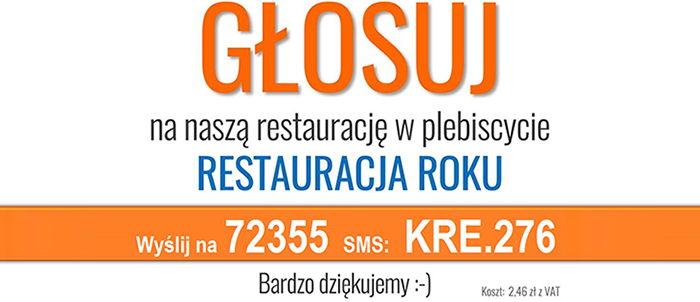 GŁOSUJ
na naszą restaurację w plebiscycie
RESTAURACJA ROKU
Wyślij na 72355 SMS: KRE.276
Bardzo dziękujemy :-)
Koszt: 2,46 zł z VAT